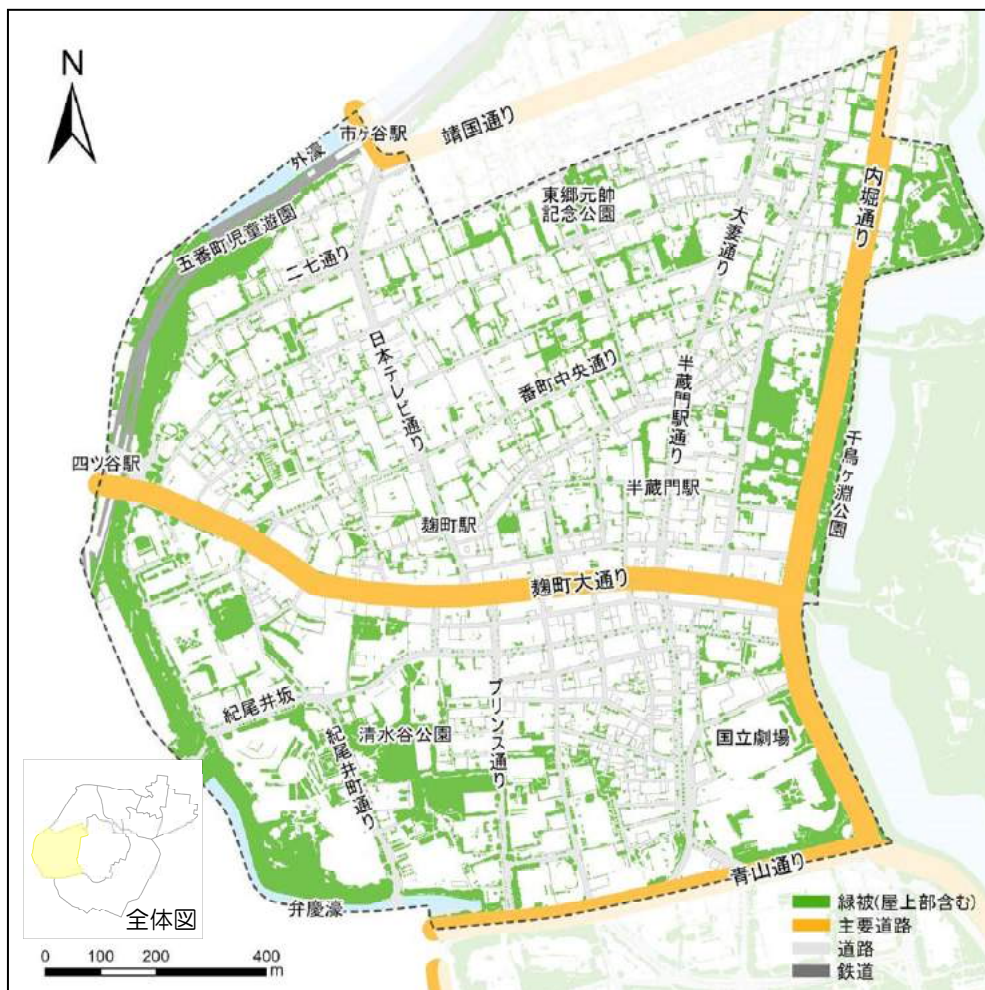 N
市ヶ谷駅
靖国通り
外濠
東郷元帥
記念公園
内堀通り
大妻通り
五番町児童遊園
二七通り
日本テレビ通り
番町中央通り
半蔵門駅通り
千鳥ヶ淵公園
四ツ谷駅
半蔵門駅
麹町駅
麹町大通り
紀尾井坂
清水谷公園
プリンス通り
紀尾井町通り
国立劇場
青山通り
弁慶濠
全体図
緑被(屋上部含む)
主要道路
道路
鉄道
0 100 200 400
m